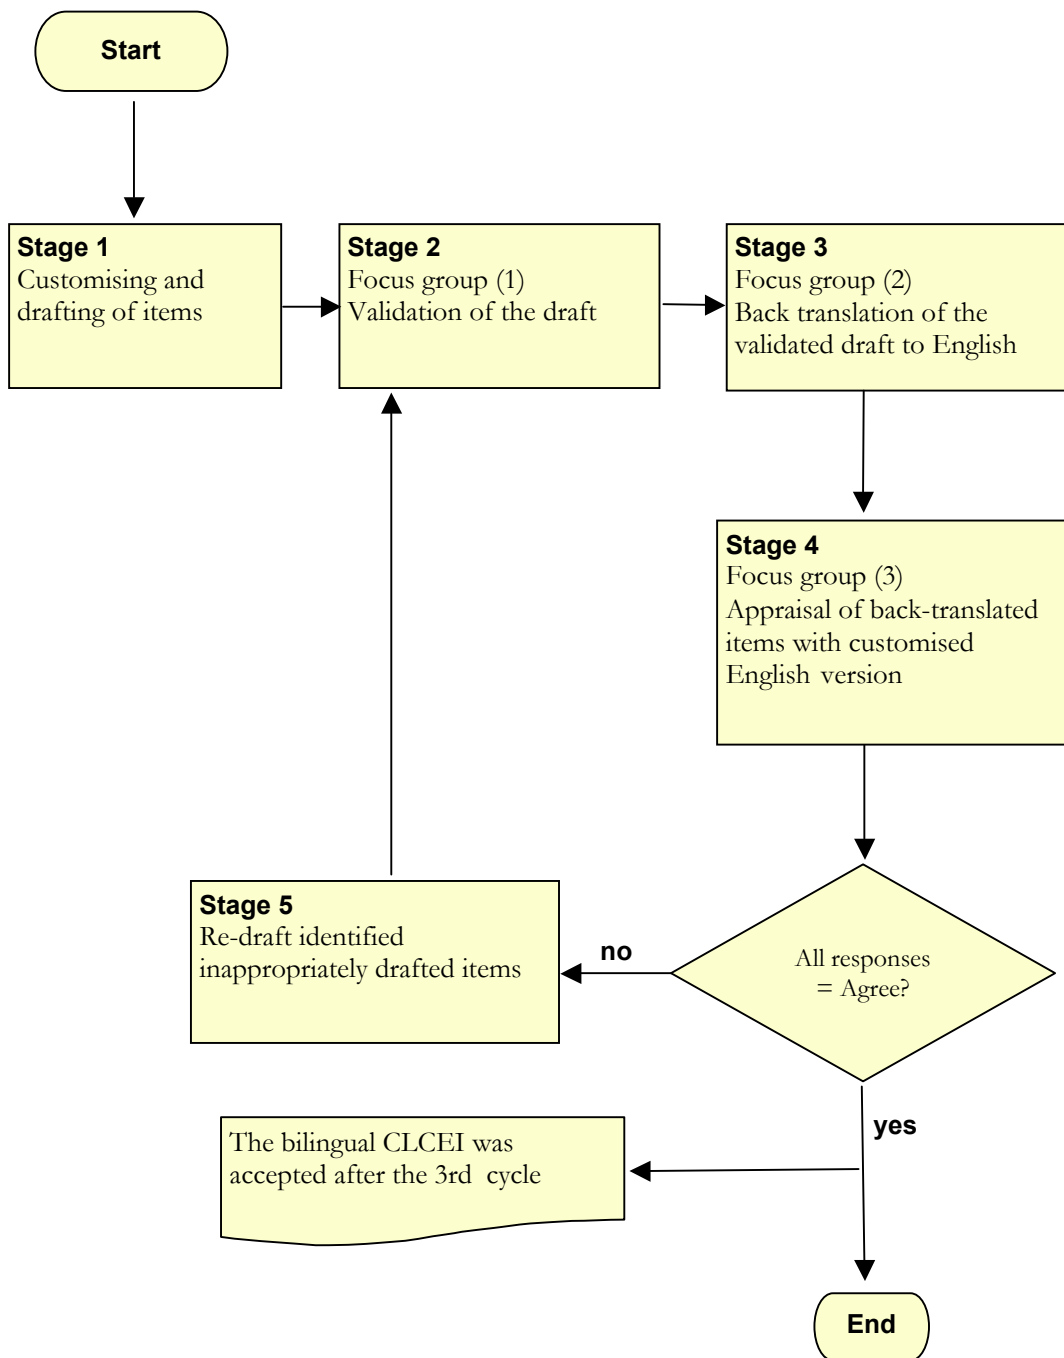 Start
Stage 1
Customising and
drafting of items
Stage 2
Focus group (1)
Validation of the draft
Stage 3
Focus group (2)
Back translation of the
validated draft to English
Stage 4
Focus group (3)
Appraisal of back-translated
items with customised
English version
All responses
= Agree?
no
Stage 5
Re-draft identified
inappropriately drafted items
yes
The bilingual CLCEI was
accepted after the 3rd cycle
End